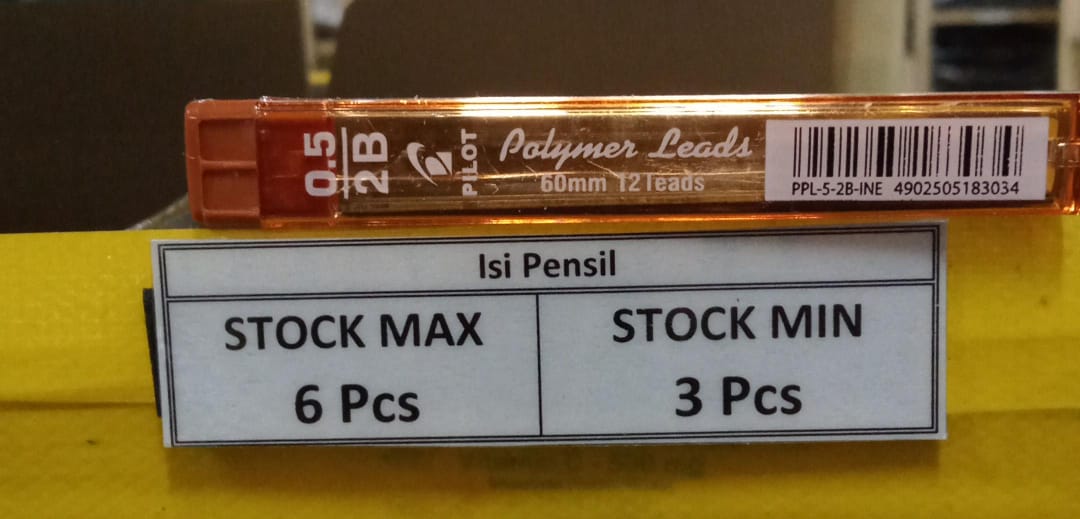 0.5
2B
PILOT
Polymer Leads
60mm 12 leads
PPL-5-2B-INE 4902505183034
Isi Pensil
STOCK MAX
STOCK MIN
6 Pcs
3 Pcs